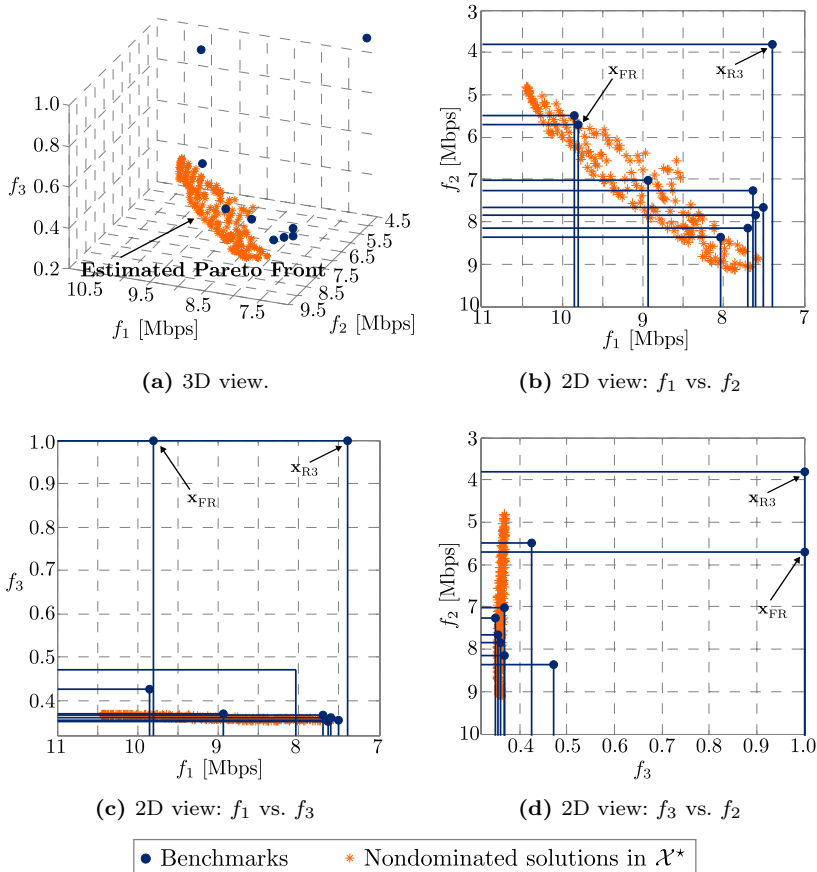 1.0
0.8
0.6
0.4
0.2
f3
4.5
5.5
6.5
7.5
8.5
9.5
10.5
9.5
8.5
7.5
Estimated Pareto Front
f1 [Mbps]
f2 [Mbps]
(a) 3D view.
3
4
5
6
7
8
9
10
f2 [Mbps]
xFR
xR3
11
10
9
8
7
f1 [Mbps]
(b) 2D view: f1 vs. f2
1.0
0.9
0.8
0.7
0.6
0.5
0.4
f3
xFR
xR3
11
10
9
8
7
f1 [Mbps]
(c) 2D view: f1 vs. f3
3
4
5
6
7
8
9
10
f2 [Mbps]
xR3
xFR
0.4
0.5
0.6
0.7
0.8
0.9
1.0
f3
(d) 2D view: f3 vs. f2
Benchmarks
Nondominated solutions in 𝒳⋆